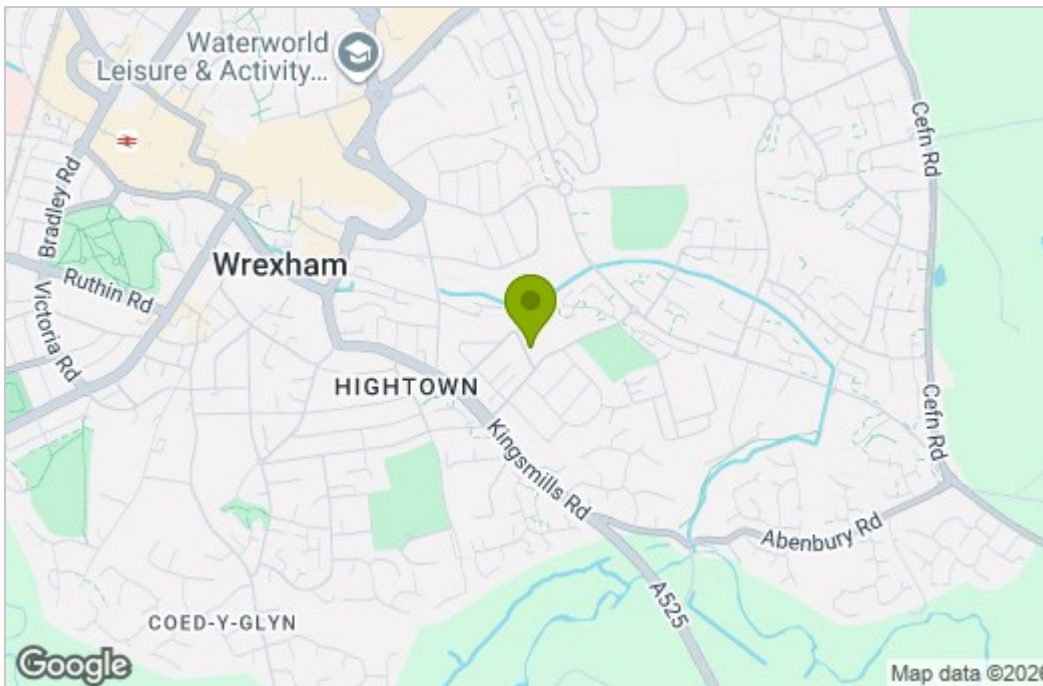 Waterworld
Leisure & Activity...
Cefn Rd
Bradley Rd
Wrexham
Ruthin Rd
Victoria Rd
HIGHTOWN
Cefn Rd
Kingsmills Rd
Abenbury Rd
A525
COED-Y-GLYN
Google
Map data ©2026